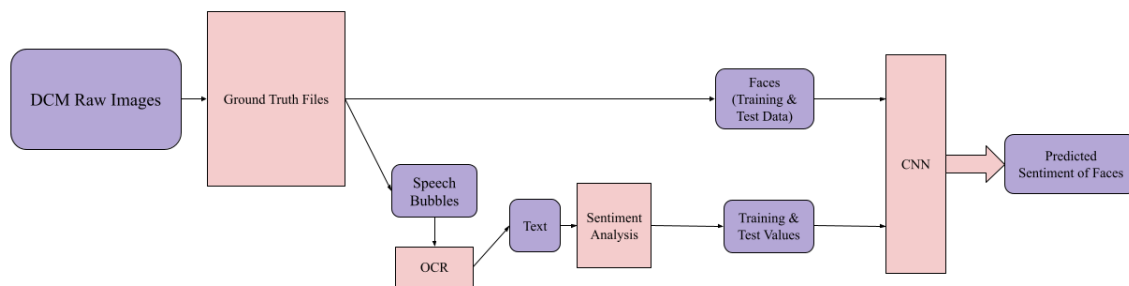 DCM Raw Images
Ground Truth Files
Faces
(Training &
Test Data)
Speech
Bubbles
OCR
Text
Sentiment
Analysis
Training &
Test Values
CNN
Predicted
Sentiment of Faces